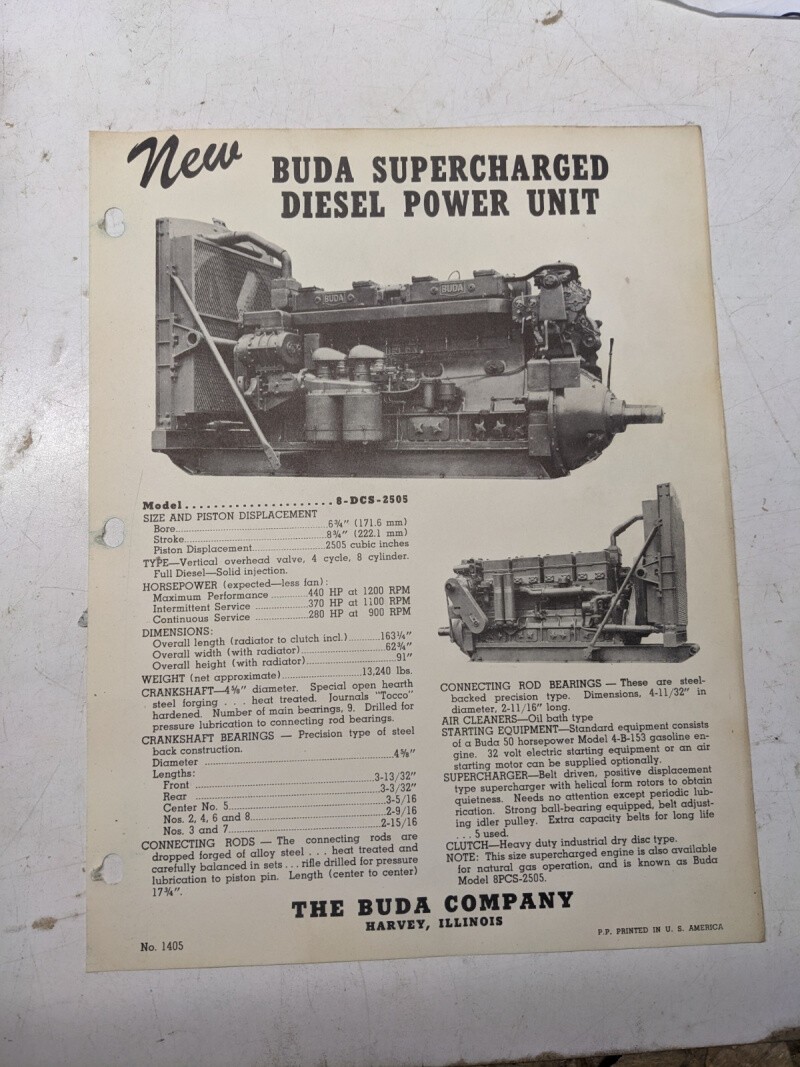 New
BUDA SUPERCHARGED
DIESEL POWER UNIT
BUDA
BUDA
Model.....................8-DCS-2505
SIZE AND PISTON DISPLACEMENT
Bore..........6¾" (171.6 mm)
Stroke..........8¾" (222.1 mm)
Piston Displacement..........2505 cubic inches
TYPE—Vertical overhead valve, 4 cycle, 8 cylinder.
Full Diesel—Solid injection.
HORSEPOWER (expected—less fan):
Maximum Performance ..........440 HP at 1200 RPM
Intermittent Service ..........370 HP at 1100 RPM
Continuous Service ..........280 HP at 900 RPM
DIMENSIONS:
Overall length (radiator to clutch incl.)..........163¼"
Overall width (with radiator)..........62¾"
Overall height (with radiator)..........91"
WEIGHT (net approximate)..........13,240 lbs.
CRANKSHAFT—4⅝" diameter. Special open hearth
steel forging . . . heat treated. Journals "Tocco"
hardened. Number of main bearings, 9. Drilled for
pressure lubrication to connecting rod bearings.
CRANKSHAFT BEARINGS — Precision type of steel
back construction.
Diameter ..........4⅝"
Lengths:
Front ..........3-13/32"
Rear ..........3-3/32"
Center No. 5..........3-5/16
Nos. 2, 4, 6 and 8..........2-9/16
Nos. 3 and 7..........2-15/16
CONNECTING RODS — The connecting rods are
dropped forged of alloy steel . . . heat treated and
carefully balanced in sets . . . rifle drilled for pressure
lubrication to piston pin. Length (center to center)
17¾".
CONNECTING ROD BEARINGS — These are steel-
backed precision type. Dimensions, 4-11/32" in
diameter, 2-11/16" long.
AIR CLEANERS—Oil bath type
STARTING EQUIPMENT—Standard equipment consists
of a Buda 50 horsepower Model 4-B-153 gasoline en-
gine. 32 volt electric starting equipment or an air
starting motor can be supplied optionally.
SUPERCHARGER—Belt driven, positive displacement
type supercharger with helical form rotors to obtain
quietness. Needs no attention except periodic lub-
rication. Strong ball-bearing equipped, belt adjust-
ing idler pulley. Extra capacity belts for long life
. . . 5 used.
CLUTCH—Heavy duty industrial dry disc type.
NOTE: This size supercharged engine is also available
for natural gas operation, and is known as Buda
Model 8PCS-2505.
THE BUDA COMPANY
HARVEY, ILLINOIS
No. 1405
P.P. PRINTED IN U. S. AMERICA